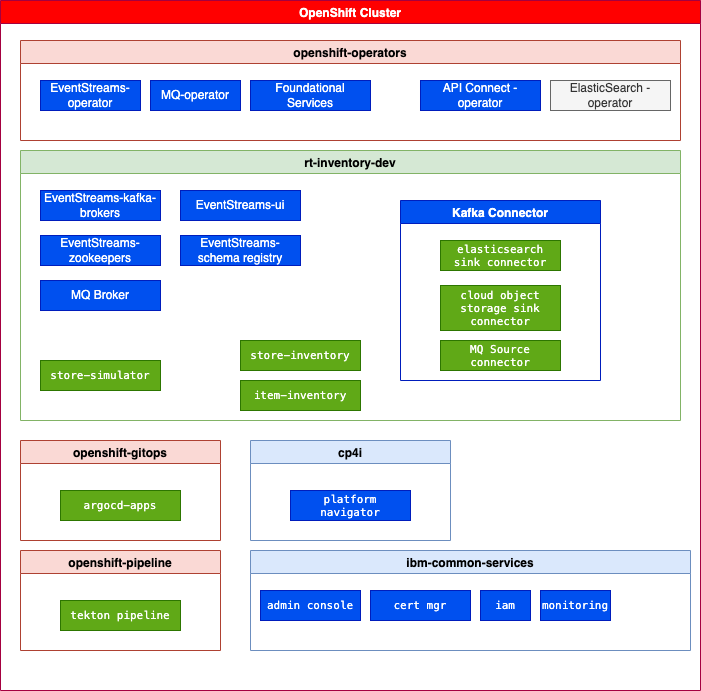 OpenShift Cluster
openshift-operators
EventStreams-
operator
MQ-operator
Foundational
Services
API Connect -
operator
ElasticSearch -
operator
rt-inventory-dev
EventStreams-kafka-
brokers
EventStreams-ui
EventStreams-
zookeepers
EventStreams-
schema registry
MQ Broker
Kafka Connector
elasticsearch
sink connector
cloud object
storage sink
connector
MQ Source
connector
store-simulator
store-inventory
item-inventory
openshift-gitops
argocd-apps
cp4i
platform
navigator
openshift-pipeline
tekton pipeline
ibm-common-services
admin console
cert mgr
iam
monitoring